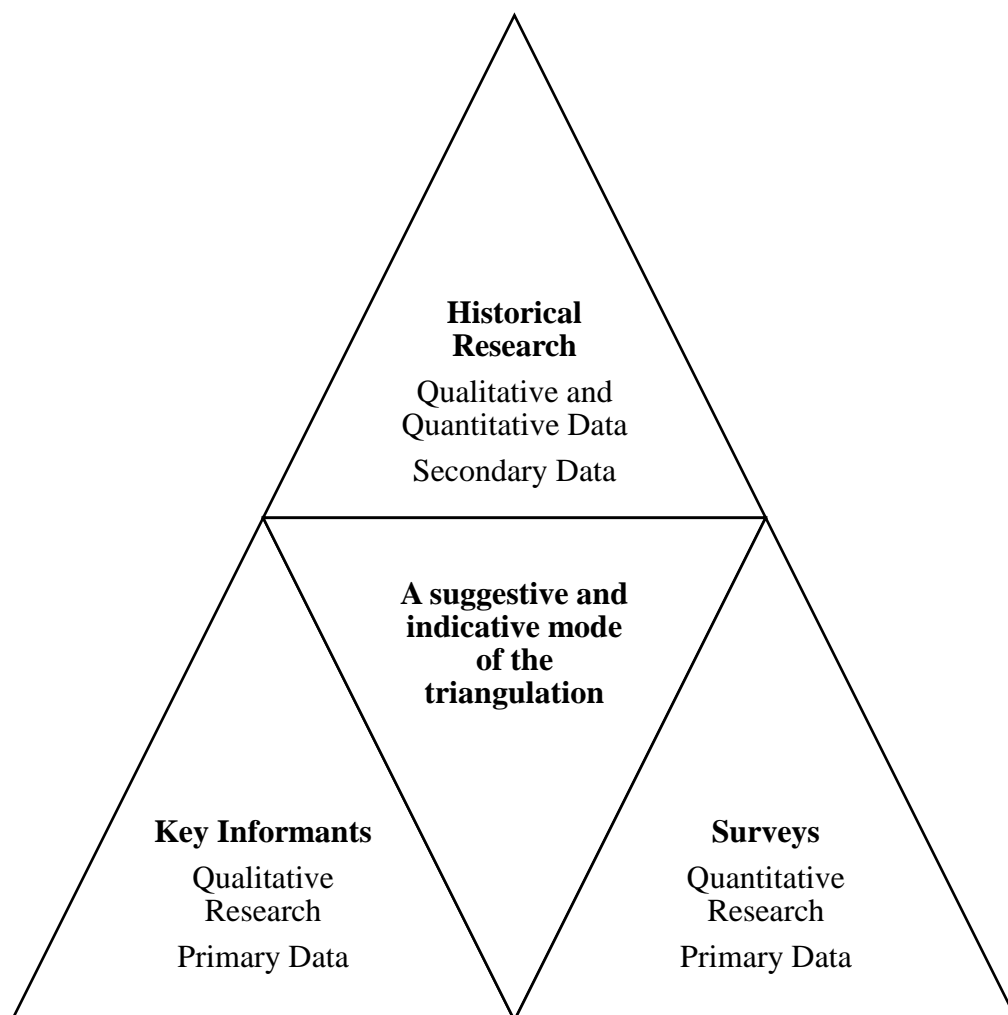 Historical
Research
Qualitative and
Quantitative Data
Secondary Data
A suggestive and
indicative mode
of the
triangulation
Key Informants
Qualitative
Research
Primary Data
Surveys
Quantitative
Research
Primary Data